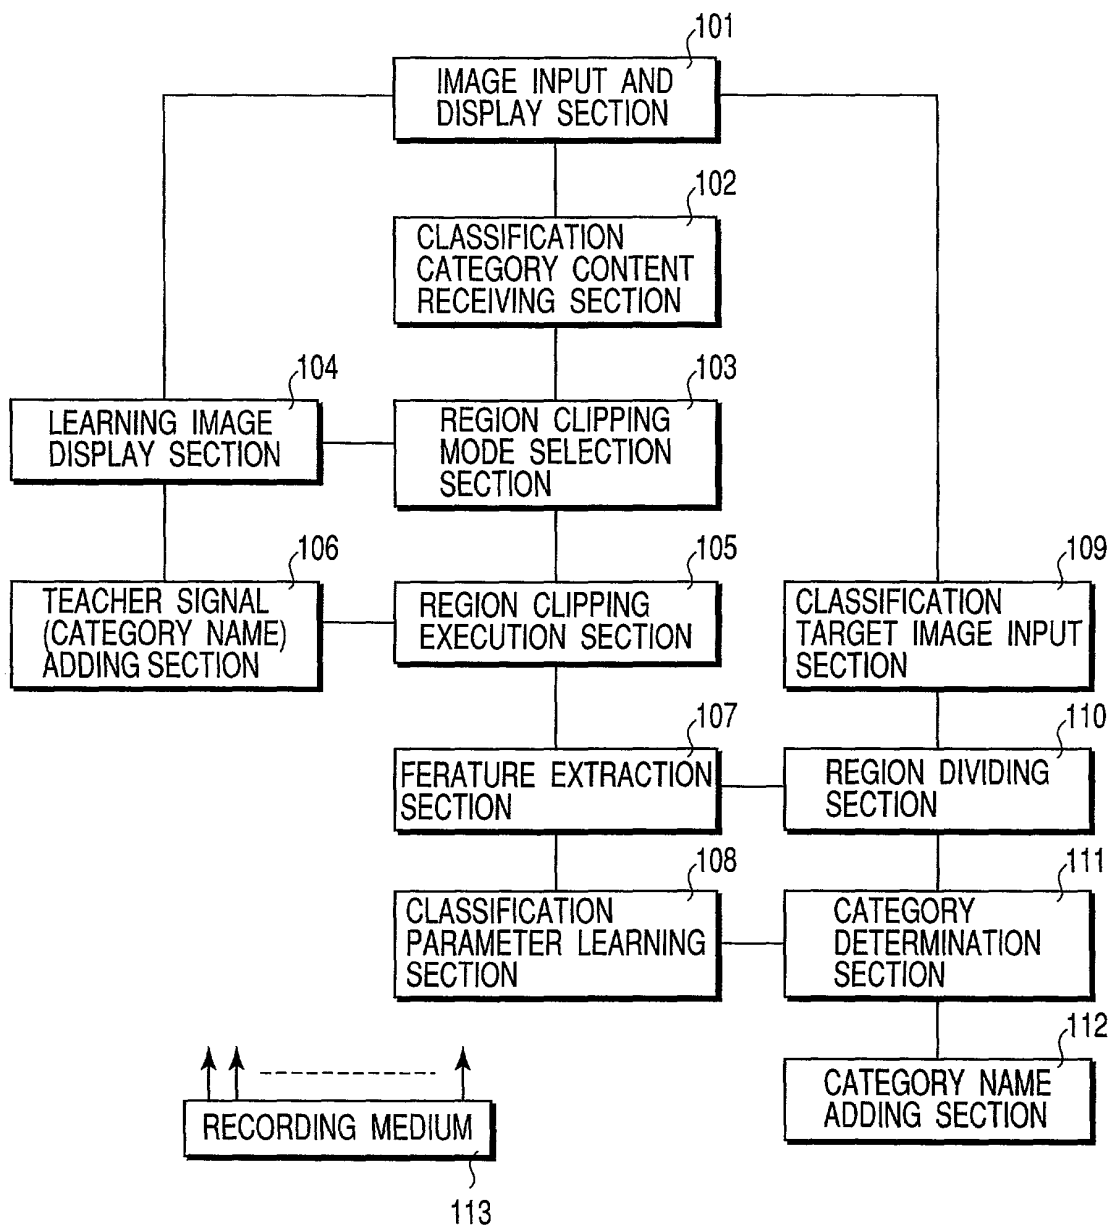 101
IMAGE INPUT AND
DISPLAY SECTION
102
CLASSIFICATION
CATEGORY CONTENT
RECEIVING SECTION
104
LEARNING IMAGE
DISPLAY SECTION
103
REGION CLIPPING
MODE SELECTION
SECTION
106
TEACHER SIGNAL
(CATEGORY NAME)
ADDING SECTION
105
REGION CLIPPING
EXECUTION SECTION
109
CLASSIFICATION
TARGET IMAGE INPUT
SECTION
107
FERATURE EXTRACTION
SECTION
110
REGION DIVIDING
SECTION
108
CLASSIFICATION
PARAMETER LEARNING
SECTION
111
CATEGORY
DETERMINATION
SECTION
112
CATEGORY NAME
ADDING SECTION
RECORDING MEDIUM
113